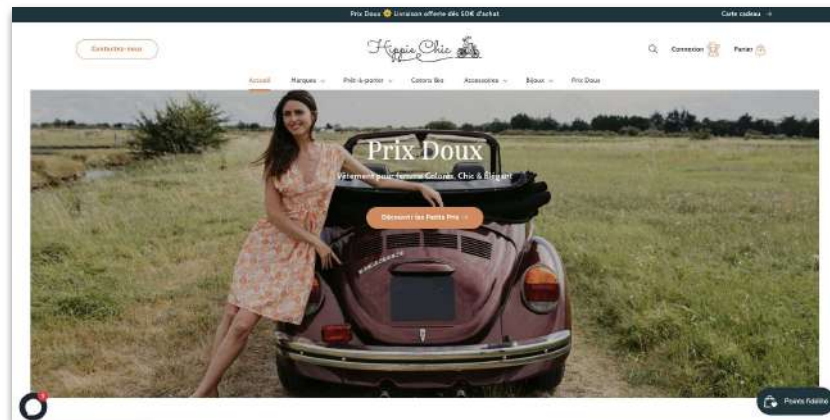 Prix Doux 🌼 Livraison offerte dès 50€ d'achat
Carte cadeau →
Contactez-nous
Hippie Chic
Connexion
Panier
Accueil
Marques
Prêt-à-porter
Cotons Bio
Accessoires
Bijoux
Prix Doux
Prix Doux
Vêtement pour femme Colorés, Chic & Élégant
Découvrir les Petits Prix →
Points fidélité